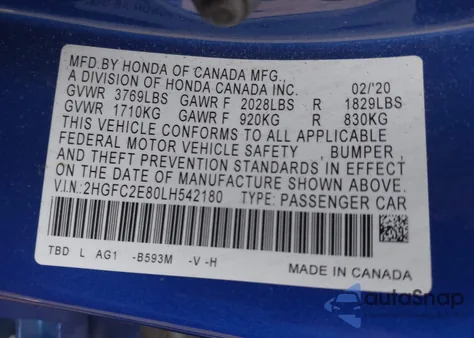 MFD.BY HONDA OF CANADA MFG.,
A DIVISION OF HONDA CANADA INC. 02/'20
GVWR 3769LBS GAWR F 2028LBS R 1829LBS
GVWR 1710KG GAWR F 920KG R 830KG
THIS VEHICLE CONFORMS TO ALL APPLICABLE
FEDERAL MOTOR VEHICLE SAFETY , BUMPER ,
AND THEFT PREVENTION STANDARDS IN EFFECT
ON THE DATE OF MANUFACTURE SHOWN ABOVE.
V.I.N.:2HGFC2E80LH542180 TYPE: PASSENGER CAR
TBD L AG1 -B593M -V -H MADE IN CANADA
autoSnap